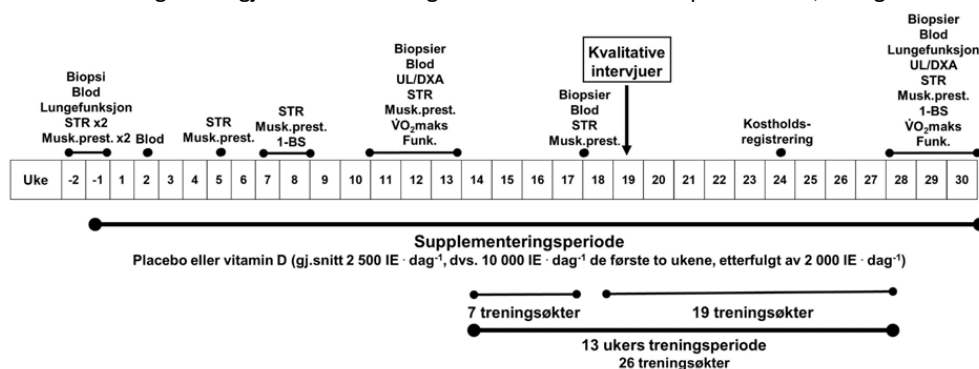 Biopsi
Blod
Lungefunksjon
STR x2
Musk.prest. x2
Blod
STR
Musk.prest.
STR
Musk.prest.
1-BS
Biopsier
Blod
UL/DXA
STR
Musk.prest.
V̇O₂maks
Funk.
Biopsier
Blod
STR
Musk.prest.
Kvalitative
intervjuer
Kostholds-
registrering
Biopsier
Blod
Lungefunksjon
UL/DXA
STR
Musk.prest.
1-BS
V̇O₂maks
Funk.
Uke -2 -1 1 2 3 4 5 6 7 8 9 10 11 12 13 14 15 16 17 18 19 20 21 22 23 24 25 26 27 28 29 30
Supplementeringsperiode
Placebo eller vitamin D (gj.snitt 2 500 IE · dag⁻¹, dvs. 10 000 IE · dag⁻¹ de første to ukene, etterfulgt av 2 000 IE · dag⁻¹)
7 treningsøkter 19 treningsøkter
13 ukers treningsperiode
26 treningsøkter